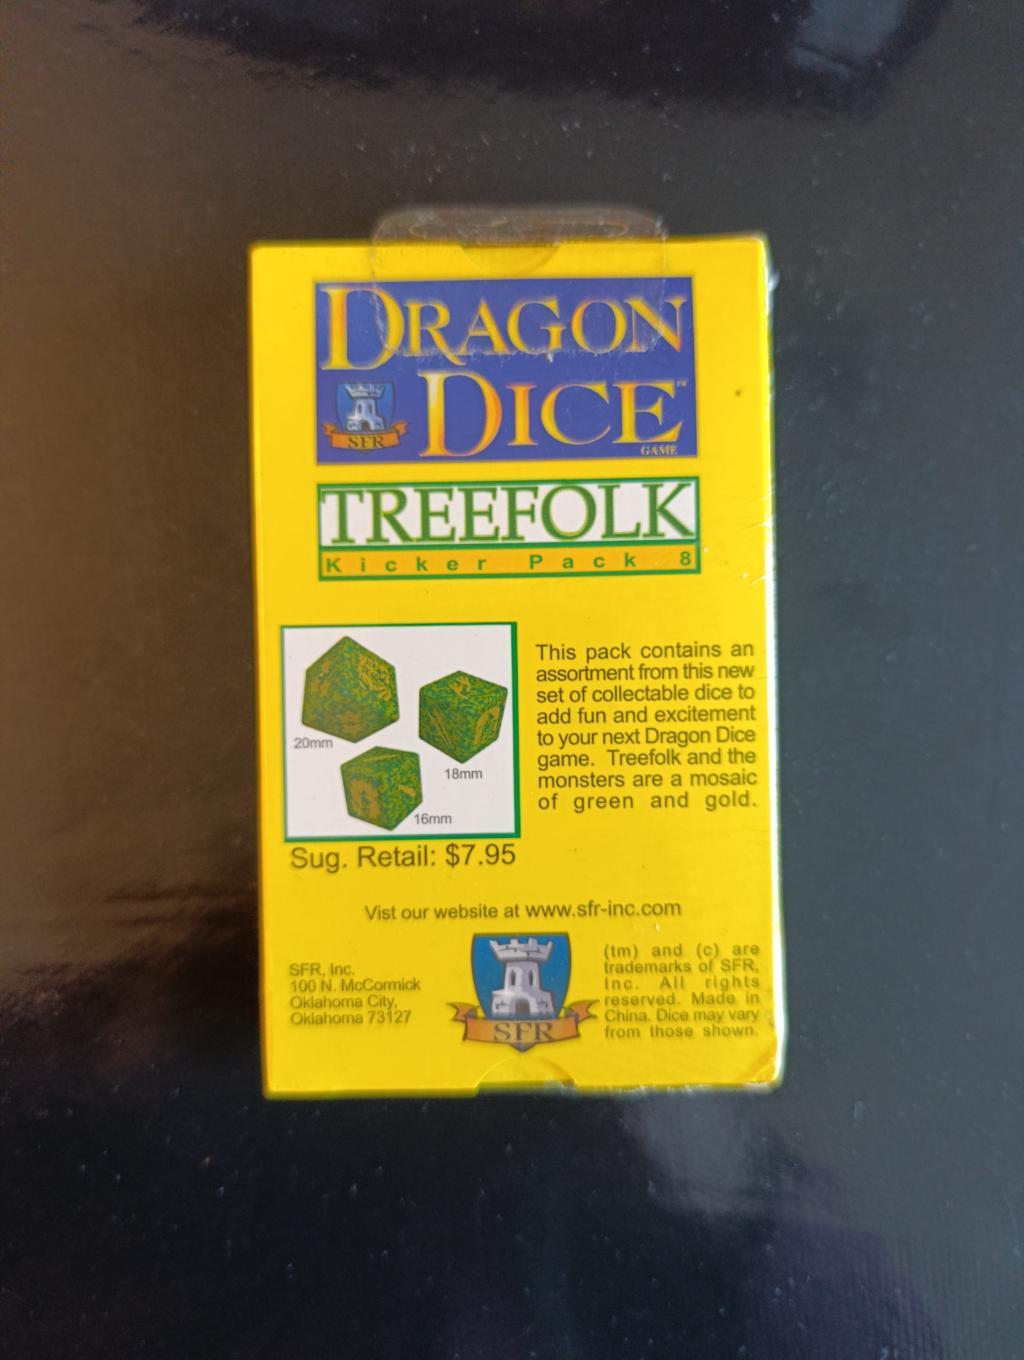 DRAGON
DICE™
SFR
GAME
TREEFOLK
Kicker Pack 8
20mm
18mm
16mm
This pack contains an
assortment from this new
set of collectable dice to
add fun and excitement
to your next Dragon Dice
game. Treefolk and the
monsters are a mosaic
of green and gold.
Sug. Retail: $7.95
Vist our website at www.sfr-inc.com
SFR, Inc.
100 N. McCormick
Oklahoma City,
Oklahoma 73127
SFR
(tm) and (c) are
trademarks of SFR,
Inc. All rights
reserved. Made in
China. Dice may vary
from those shown.